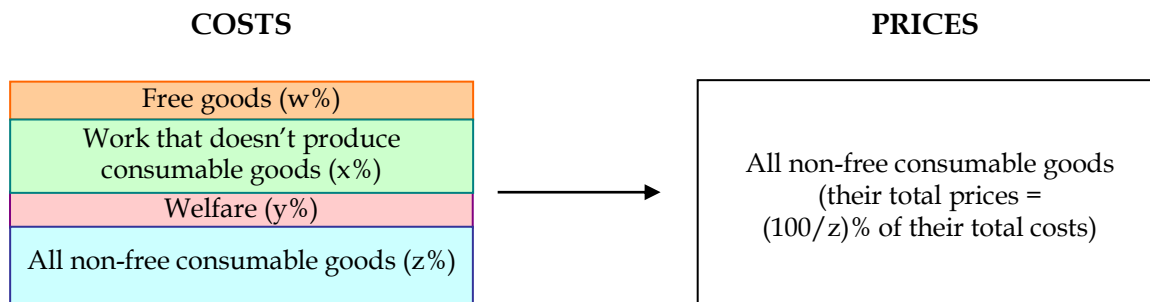 COSTS
Free goods (w%)
Work that doesn’t produce
consumable goods (x%)
Welfare (y%)
All non-free consumable goods (z%)
PRICES
All non-free consumable goods
(their total prices =
(100/z)% of their total costs)